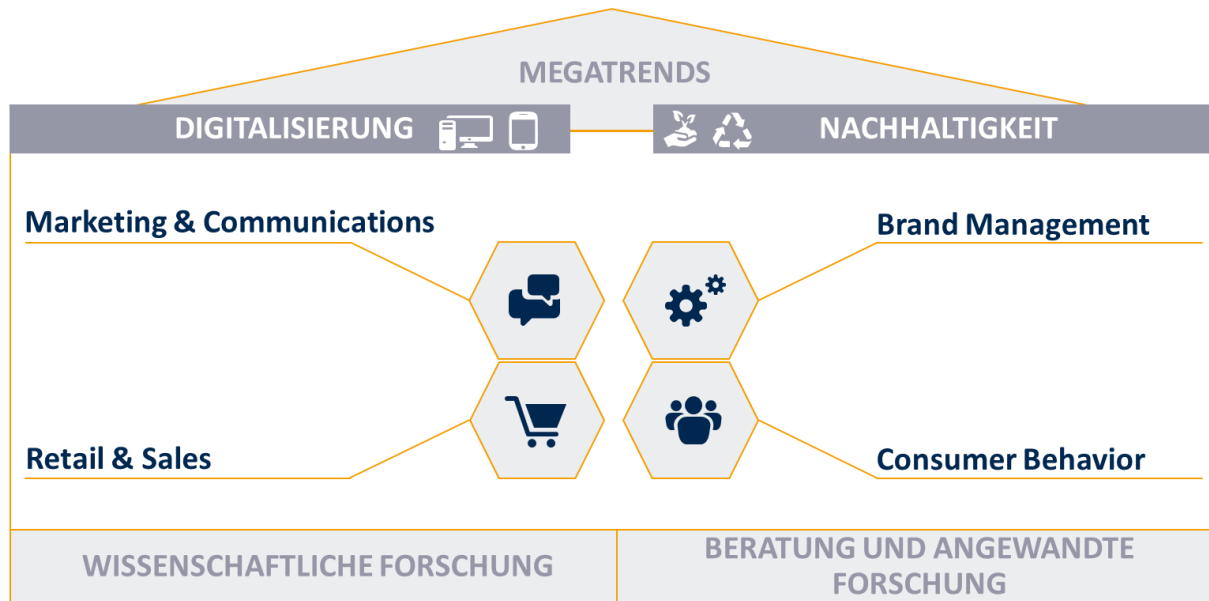 MEGATRENDS
DIGITALISIERUNG
NACHHALTIGKEIT
Marketing & Communications
Brand Management
Retail & Sales
Consumer Behavior
WISSENSCHAFTLICHE FORSCHUNG
BERATUNG UND ANGEWANDTE
FORSCHUNG